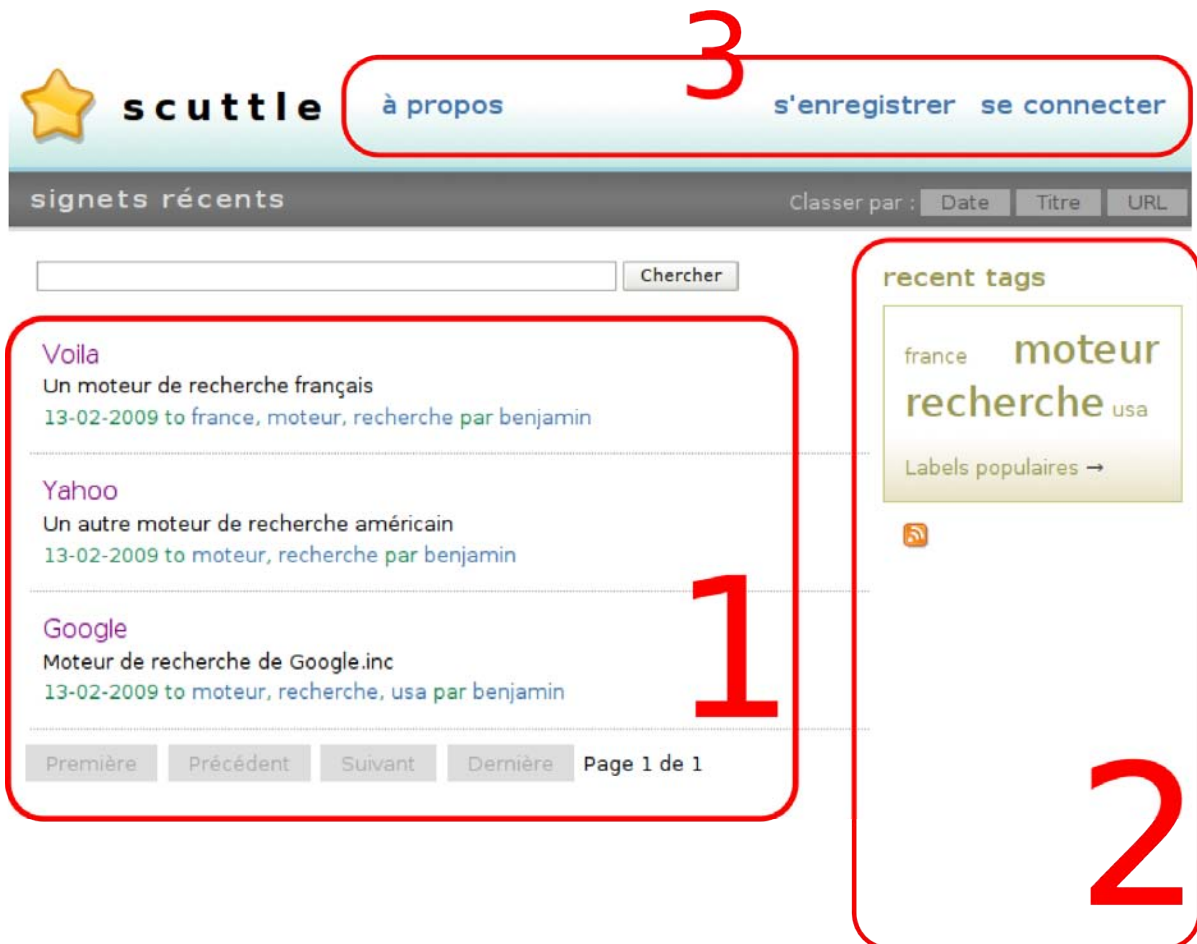 3
scuttle
à propos
s'enregistrer se connecter
signets récents
Classer par : Date Titre URL
Chercher
Voila
Un moteur de recherche français
13-02-2009 to france, moteur, recherche par benjamin
Yahoo
Un autre moteur de recherche américain
13-02-2009 to moteur, recherche par benjamin
Google
Moteur de recherche de Google.inc
13-02-2009 to moteur, recherche, usa par benjamin
1
Première Précédent Suivant Dernière Page 1 de 1
recent tags
france moteur
recherche usa
Labels populaires →
2